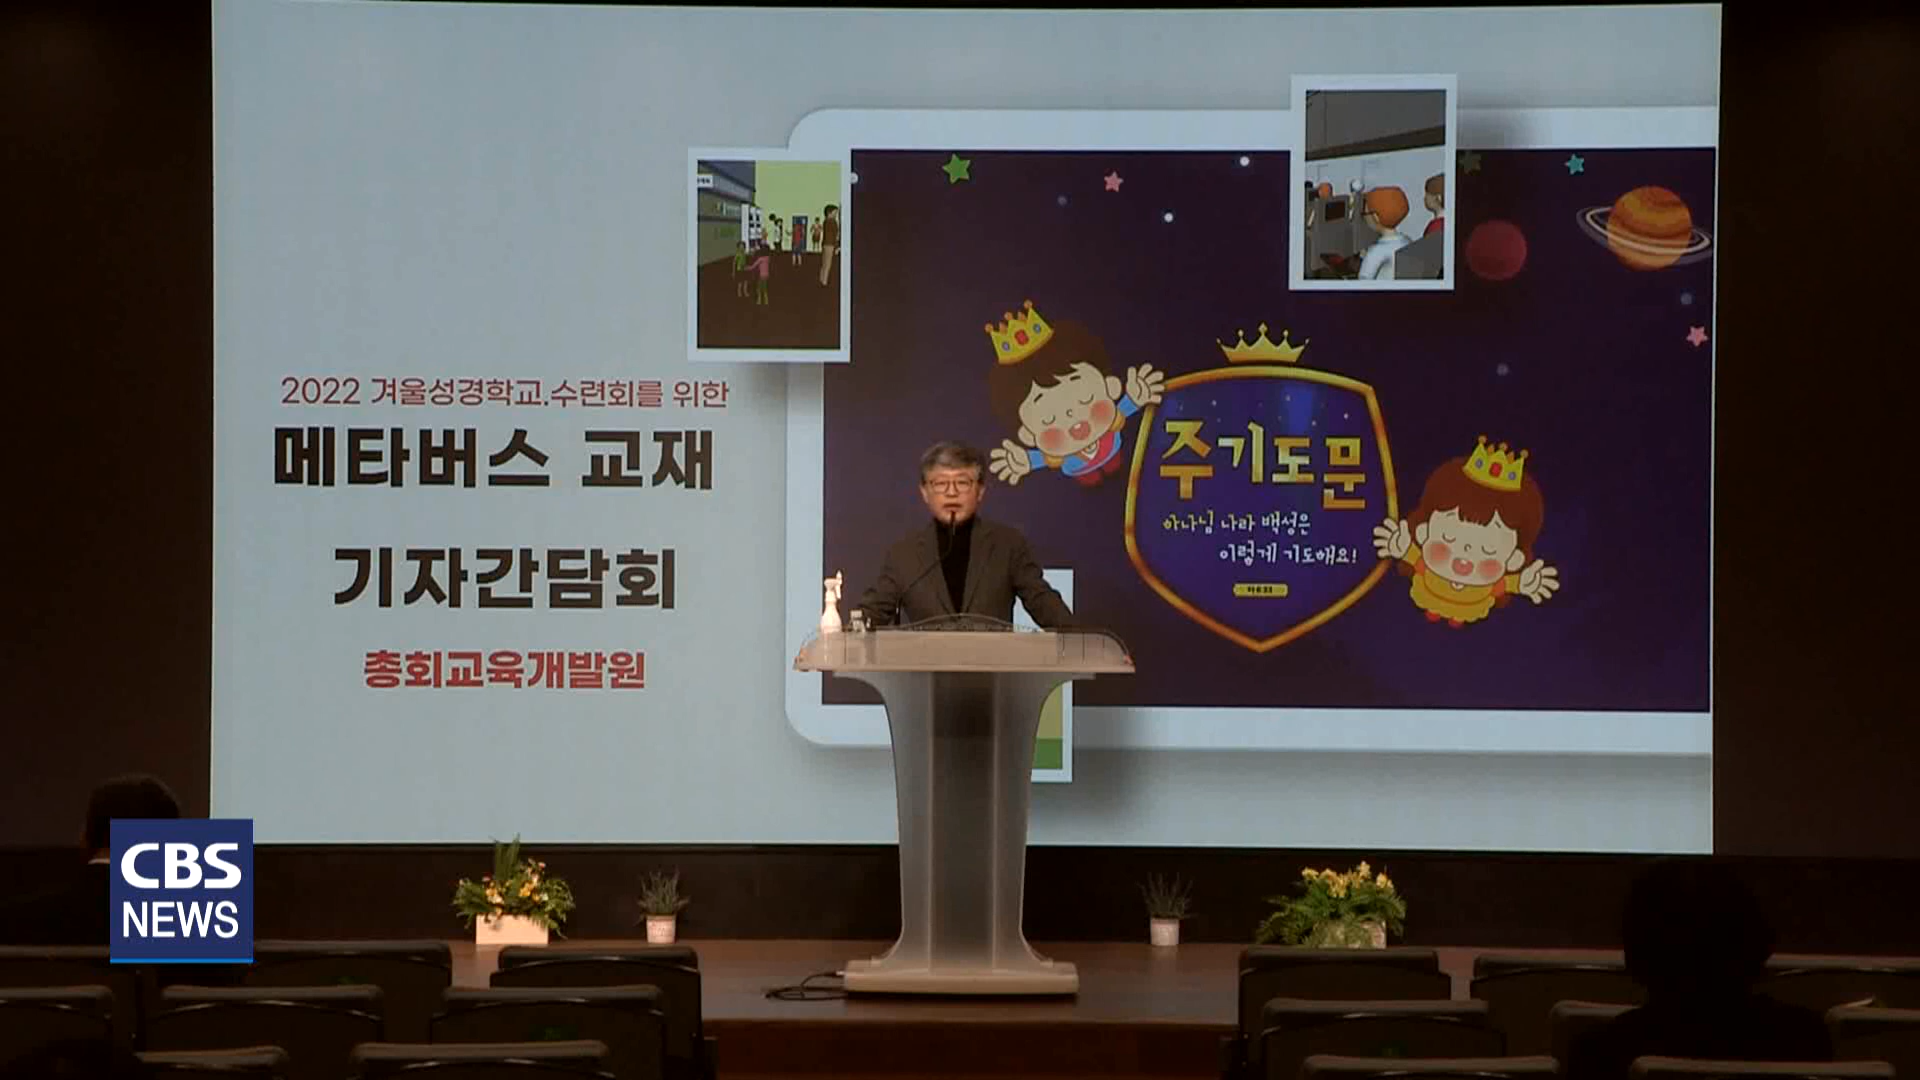 2022 겨울성경학교.수련회를 위한
메타버스 교재
기자간담회
총회교육개발원
주기도문
하나님 나라 백성은
이렇게 기도해요!
CBS
NEWS